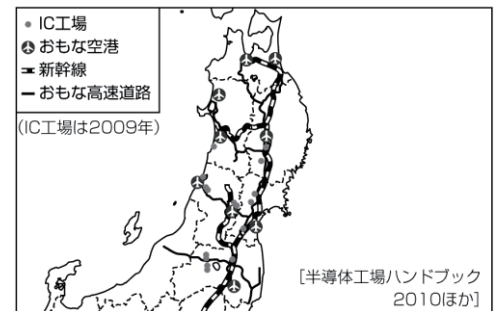 IC工場
おもな空港
新幹線
おもな高速道路
(IC工場は2009年)
[半導体工場ハンドブック
2010ほか]